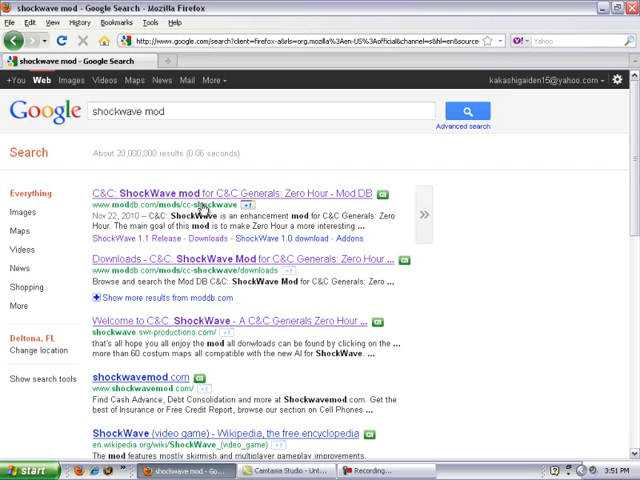 shockwave mod - Google Search - Mozilla Firefox
File Edit View History Bookmarks Tools Help
http://www.google.com/search?client=firefox-a&rls=org.mozilla%3Aen-US%3Aofficial&channel=s&hl=en&source
Yahoo
shockwave mod - Google Search
+You Web Images Videos Maps News Mail More kakashigaiden15@yahoo.com
Google shockwave mod
Advanced search
Search About 20,000,000 results (0.06 seconds)
Everything
Images
Maps
Videos
News
Shopping
More
Deltona, FL
Change location
Show search tools
C&C: ShockWave mod for C&C Generals: Zero Hour - Mod DB
www.moddb.com/mods/cc-shockwave +1
Nov 22, 2010 – C&C: ShockWave is an enhancement mod for C&C Generals: Zero
Hour. The main goal of this mod is to make Zero Hour a more interesting ...
ShockWave 1.1 Release - Downloads - ShockWave 1.0 download - Addons
Downloads - C&C: ShockWave Mod for C&C Generals: Zero Hour ...
www.moddb.com/mods/cc-shockwave/downloads +1
Browse and search the Mod DB C&C: ShockWave Mod for C&C Generals: Zero ...
Show more results from moddb.com
Welcome to C&C: ShockWave - A C&C Generals Zero Hour ...
shockwave.swr-productions.com/ +1
that's all hope you all enjoy the mod all donwloads can be found by clicking on the ...
more than 60 costum maps all compatible with the new AI for ShockWave. ...
shockwavemod.com
www.shockwavemod.com/ +1
Find Cash Advance, Debt Consolidation and more at Shockwavemod.com. Get the
best of Insurance or Free Credit Report, browse our section on Cell Phones ...
ShockWave (video game) - Wikipedia, the free encyclopedia
en.wikipedia.org/wiki/ShockWave_(video_game) +1
The mod features mostly skirmish and multiplayer gameplay improvements.
start shockwave mod - Go... Camtasia Studio - Unt... Recording... 3:51 PM